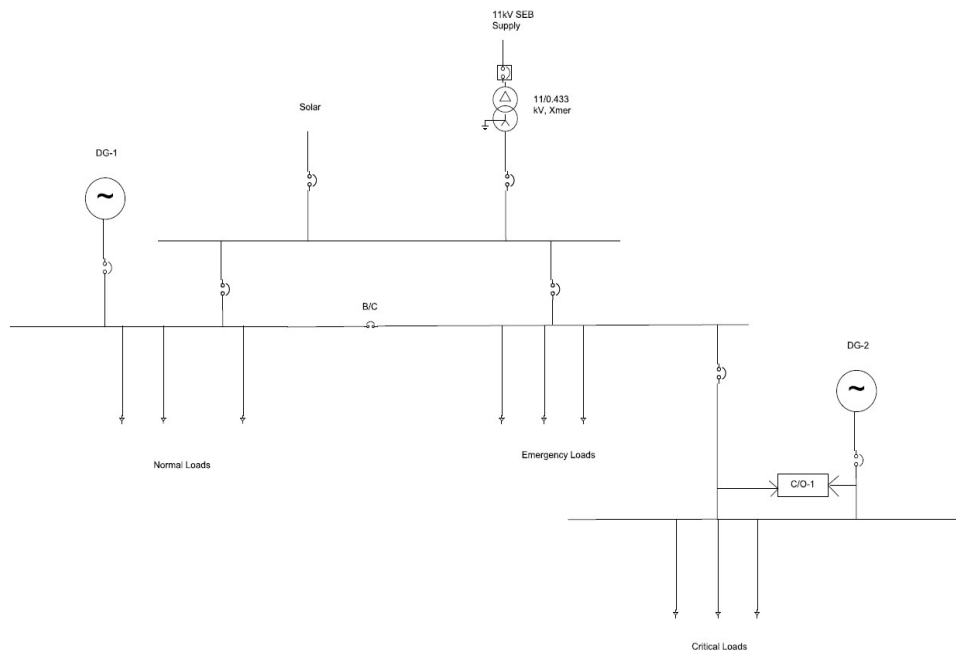 11kV SEB
Supply
11/0.433
kV, Xmer
Solar
DG-1
~
B/C
DG-2
~
Normal Loads
Emergency Loads
C/O-1
Critical Loads